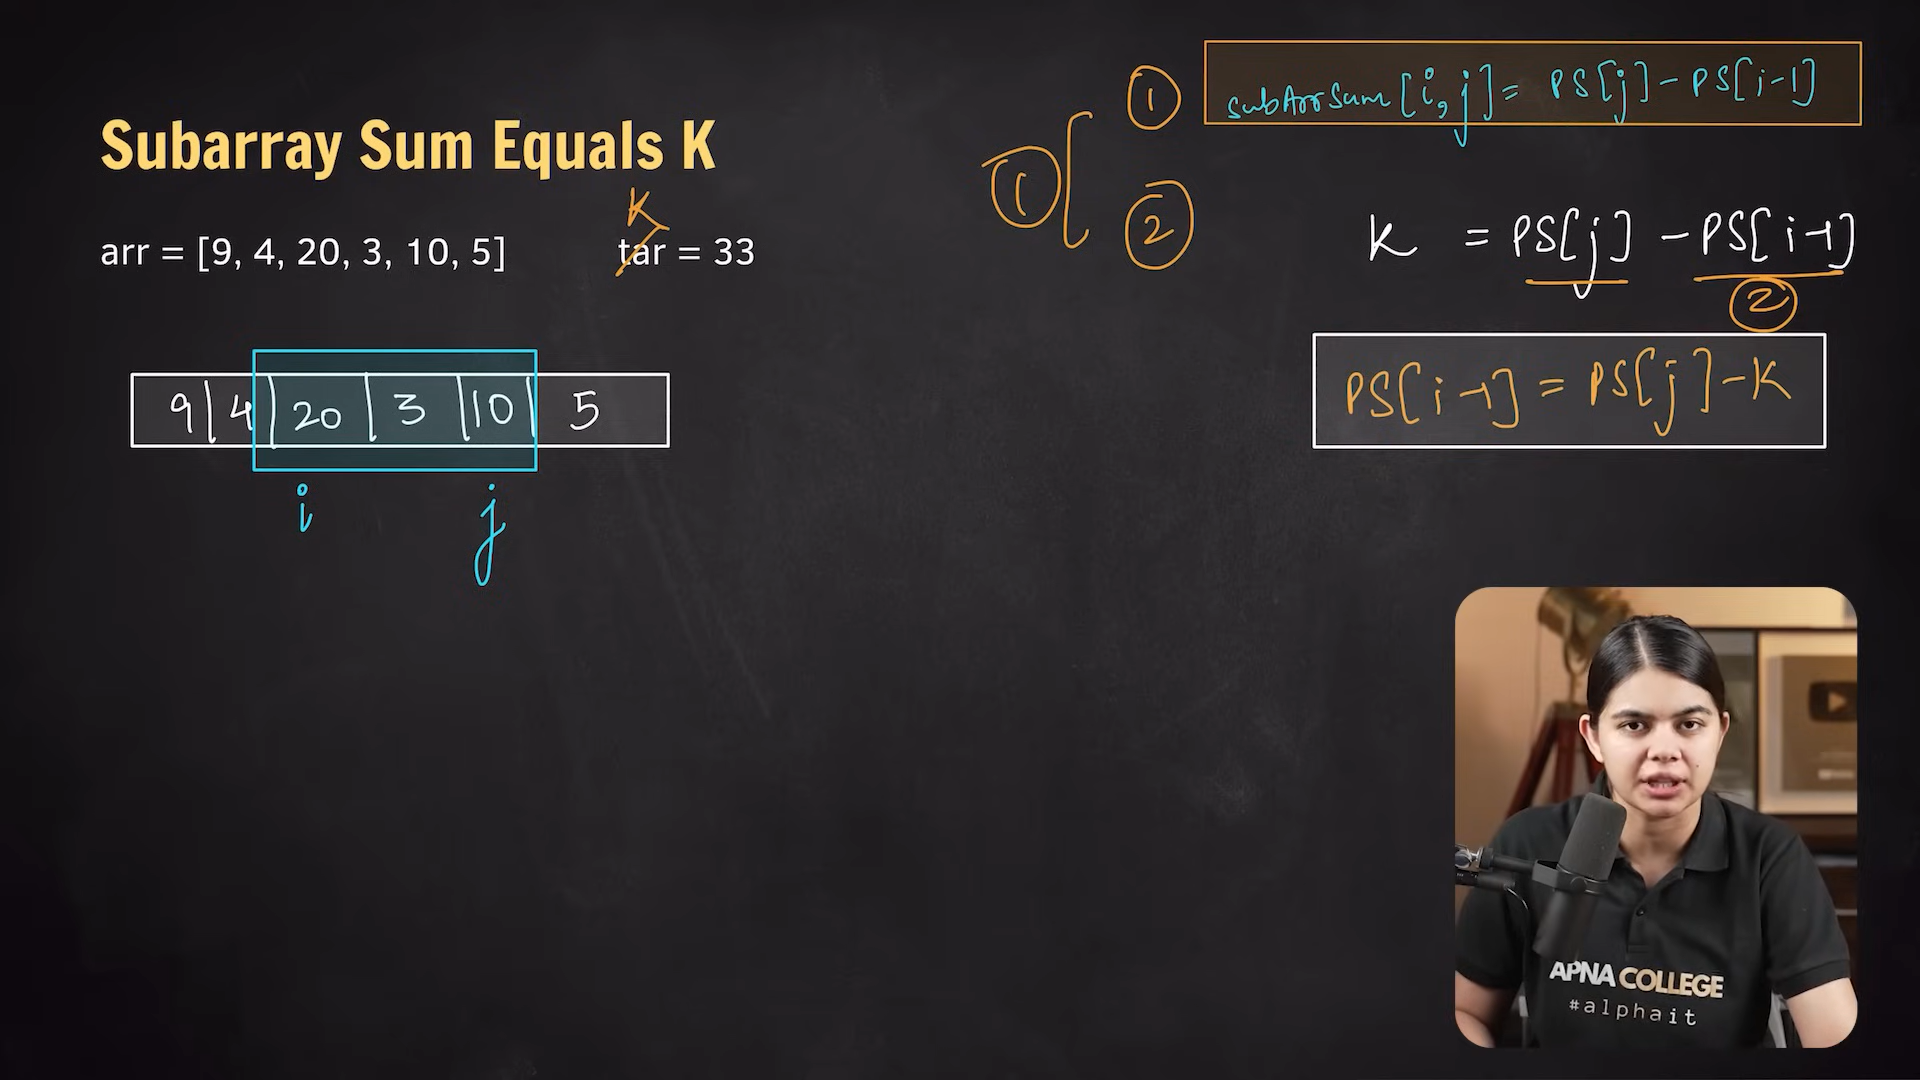 Subarray Sum Equals K
K
arr = [9, 4, 20, 3, 10, 5] tar = 33
9 | 4 | 20 | 3 | 10 | 5
i j
1
1 subArrSum[i,j] = PS[j] - PS[i-1]
2
K = PS[j] - PS[i-1]
2
PS[i-1] = PS[j] - K
APNA COLLEGE
#alphait